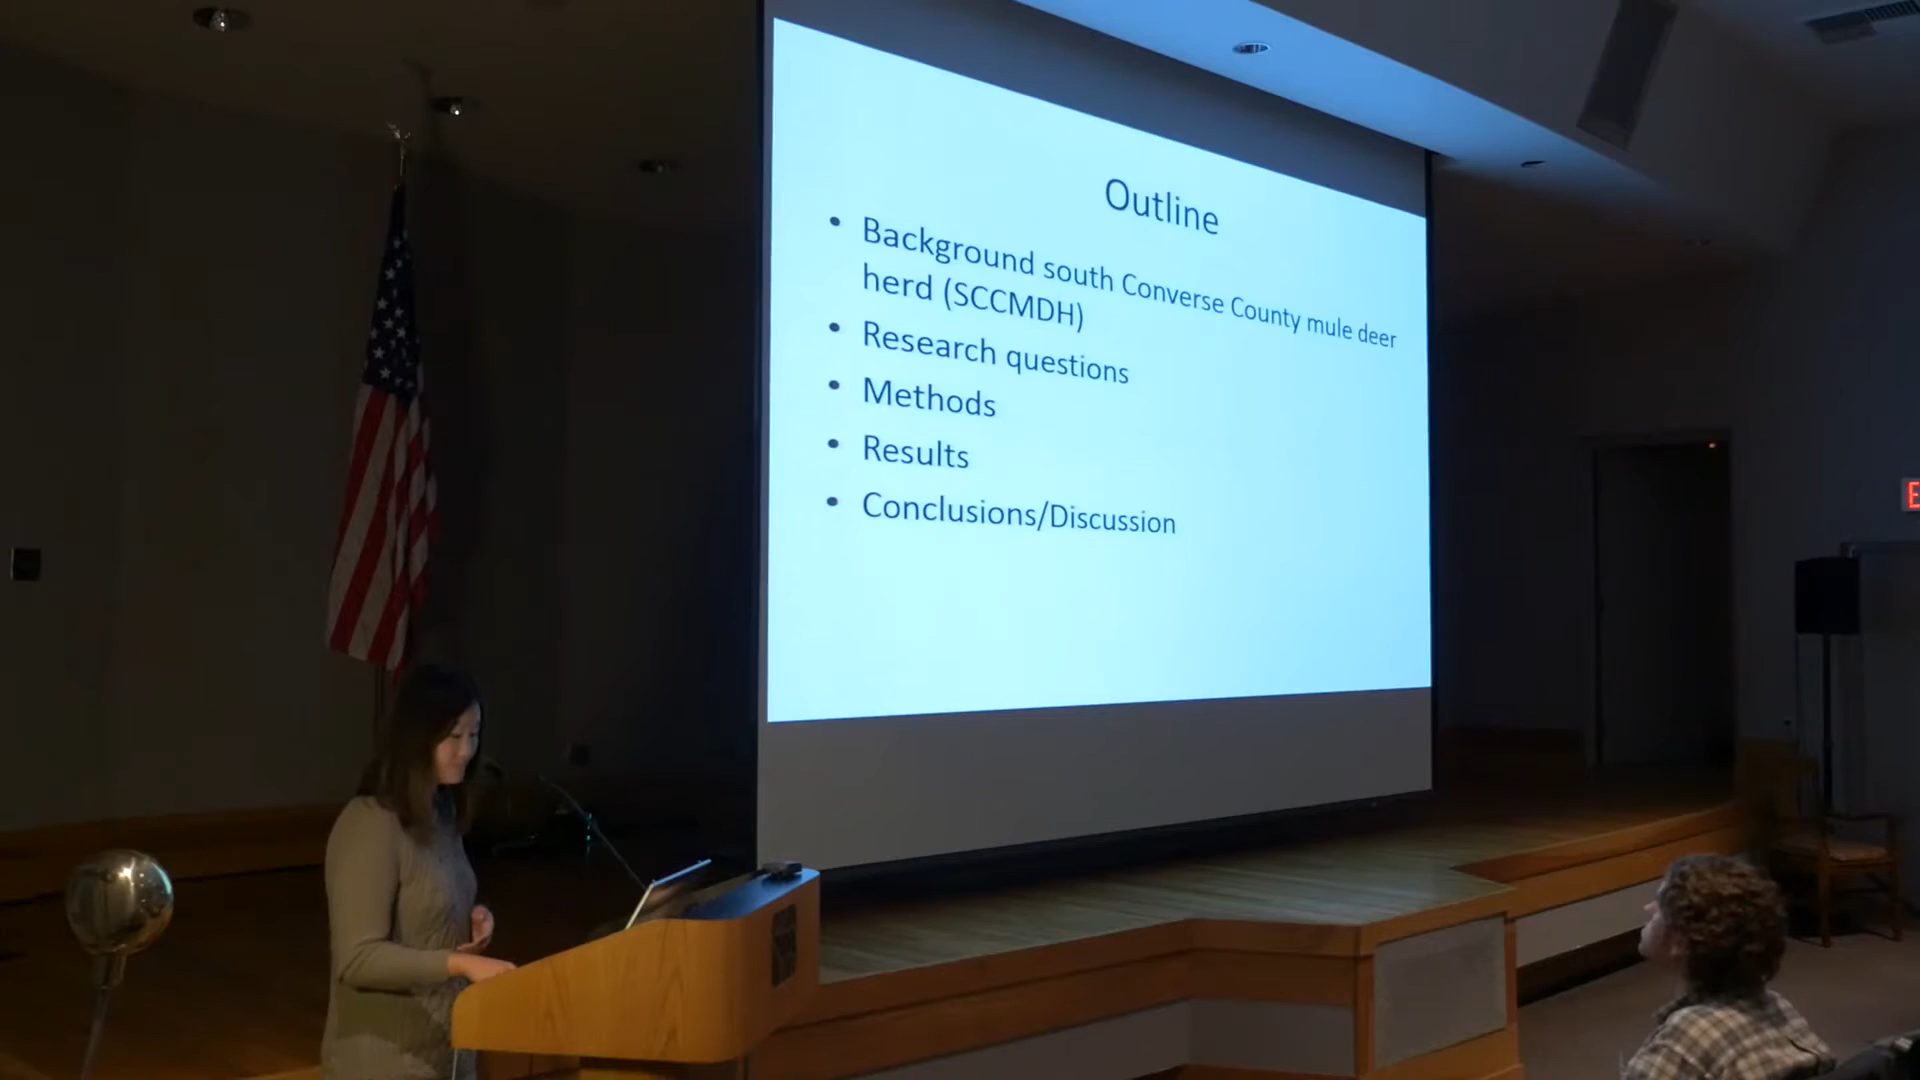 Outline
• Background south Converse County mule deer
herd (SCCMDH)
• Research questions
• Methods
• Results
• Conclusions/Discussion
E